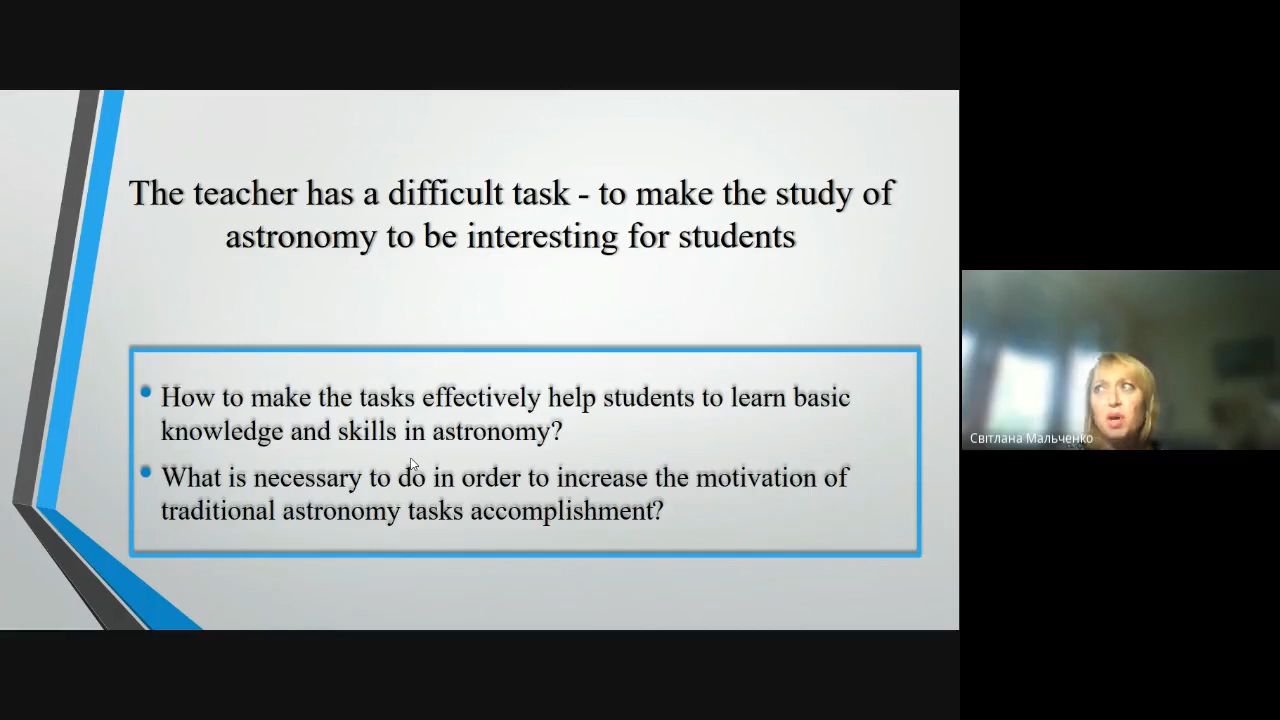 The teacher has a difficult task - to make the study of
astronomy to be interesting for students
• How to make the tasks effectively help students to learn basic
knowledge and skills in astronomy?
• What is necessary to do in order to increase the motivation of
traditional astronomy tasks accomplishment?
Світлана Мальченко